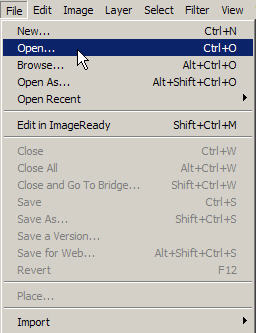 File Edit Image Layer Select Filter View
New... Ctrl+N
Open... Ctrl+O
Browse... Alt+Ctrl+O
Open As... Alt+Shift+Ctrl+O
Open Recent
Edit in ImageReady Shift+Ctrl+M
Close Ctrl+W
Close All Alt+Ctrl+W
Close and Go To Bridge... Shift+Ctrl+W
Save Ctrl+S
Save As... Shift+Ctrl+S
Save a Version...
Save for Web... Alt+Shift+Ctrl+S
Revert F12
Place...
Import